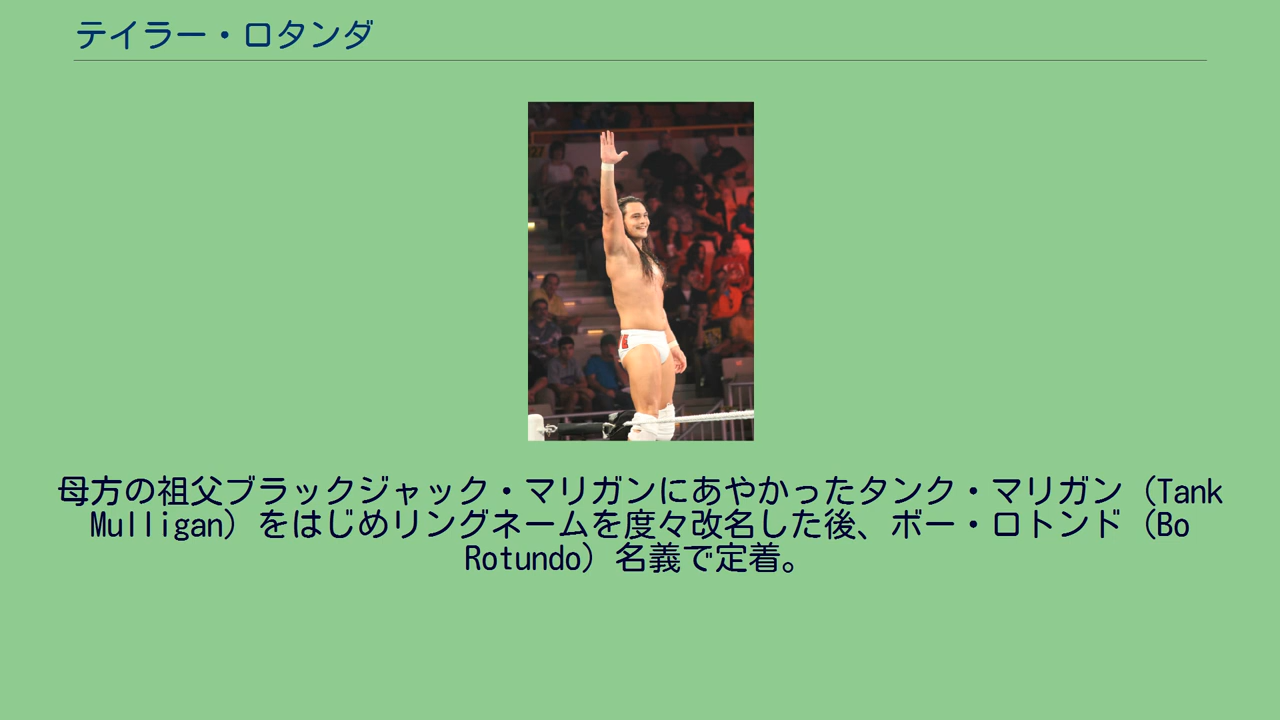 テイラー・ロタンダ
母方の祖父ブラックジャック・マリガンにあやかったタンク・マリガン（Tank
Mulligan）をはじめリングネームを度々改名した後、ボー・ロトンド（Bo
Rotundo）名義で定着。